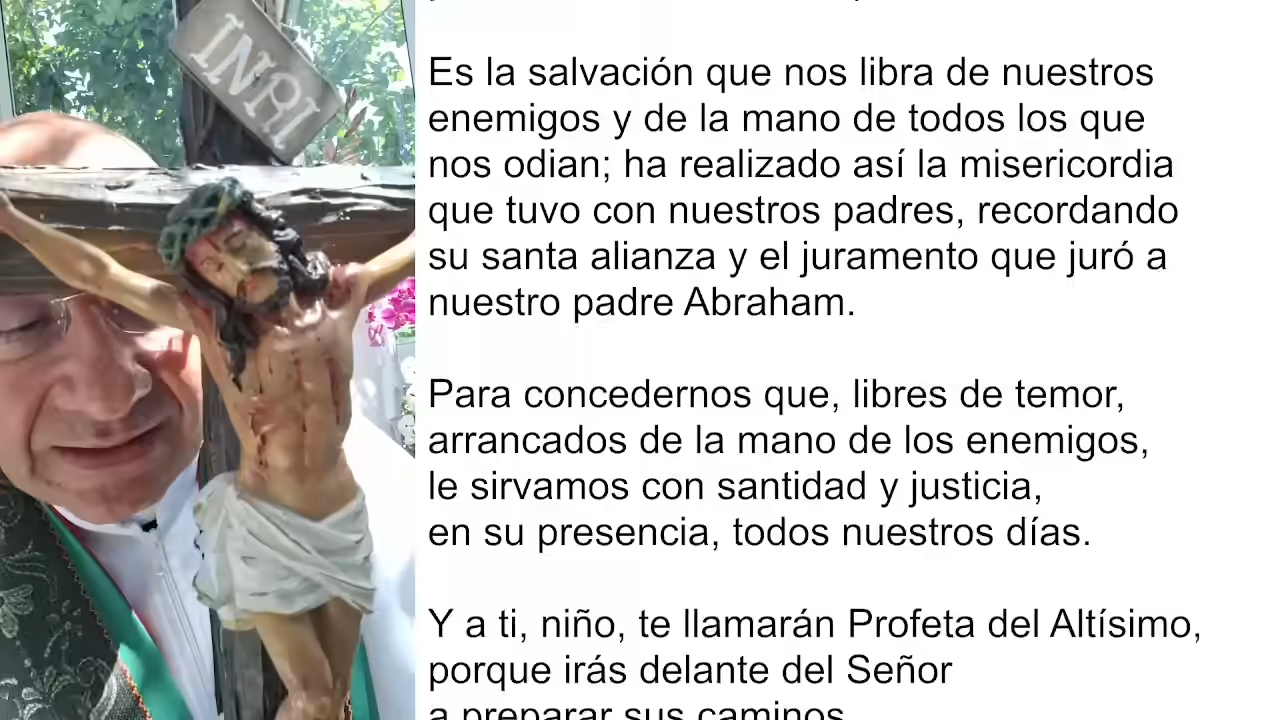 INRI
Es la salvación que nos libra de nuestros
enemigos y de la mano de todos los que
nos odian; ha realizado así la misericordia
que tuvo con nuestros padres, recordando
su santa alianza y el juramento que juró a
nuestro padre Abraham.
Para concedernos que, libres de temor,
arrancados de la mano de los enemigos,
le sirvamos con santidad y justicia,
en su presencia, todos nuestros días.
Y a ti, niño, te llamarán Profeta del Altísimo,
porque irás delante del Señor
a preparar sus caminos